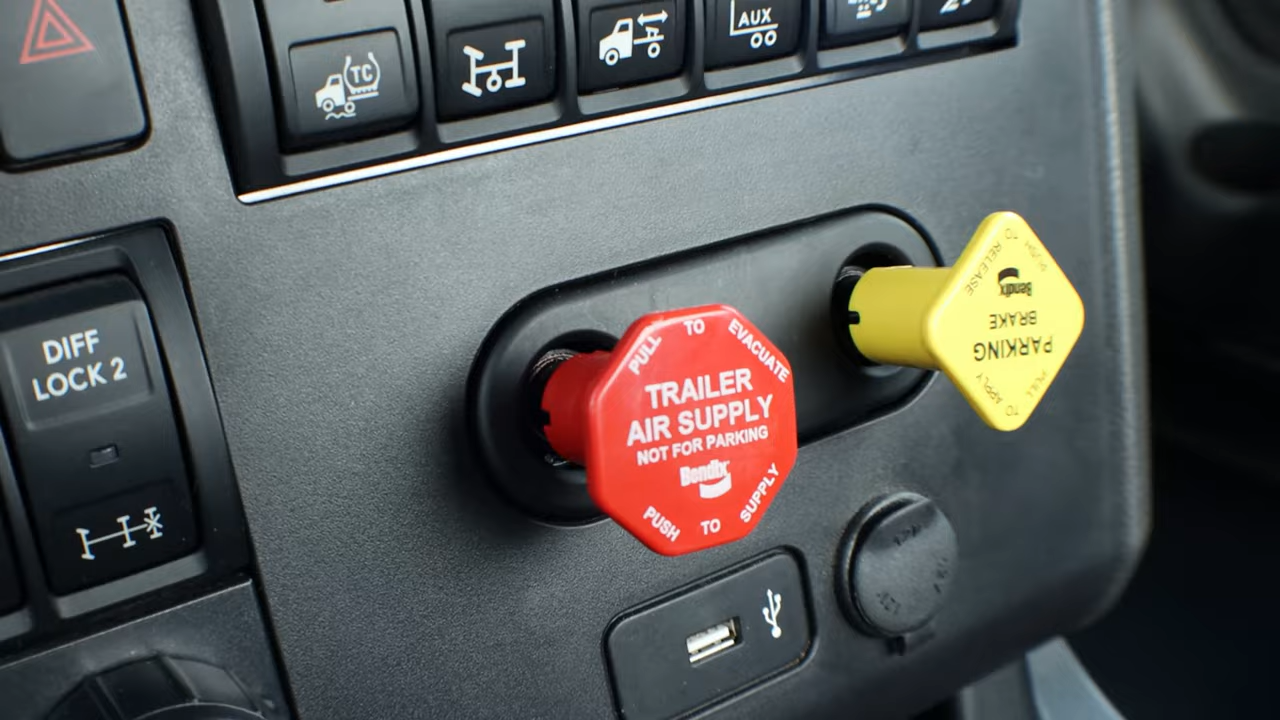 TC
AUX
DIFF
LOCK 2
PULL TO EVACUATE
TRAILER
AIR SUPPLY
NOT FOR PARKING
Bendix
PUSH TO SUPPLY
PUSH TO RELEASE
Bendix
PARKING
BRAKE
PULL TO APPLY